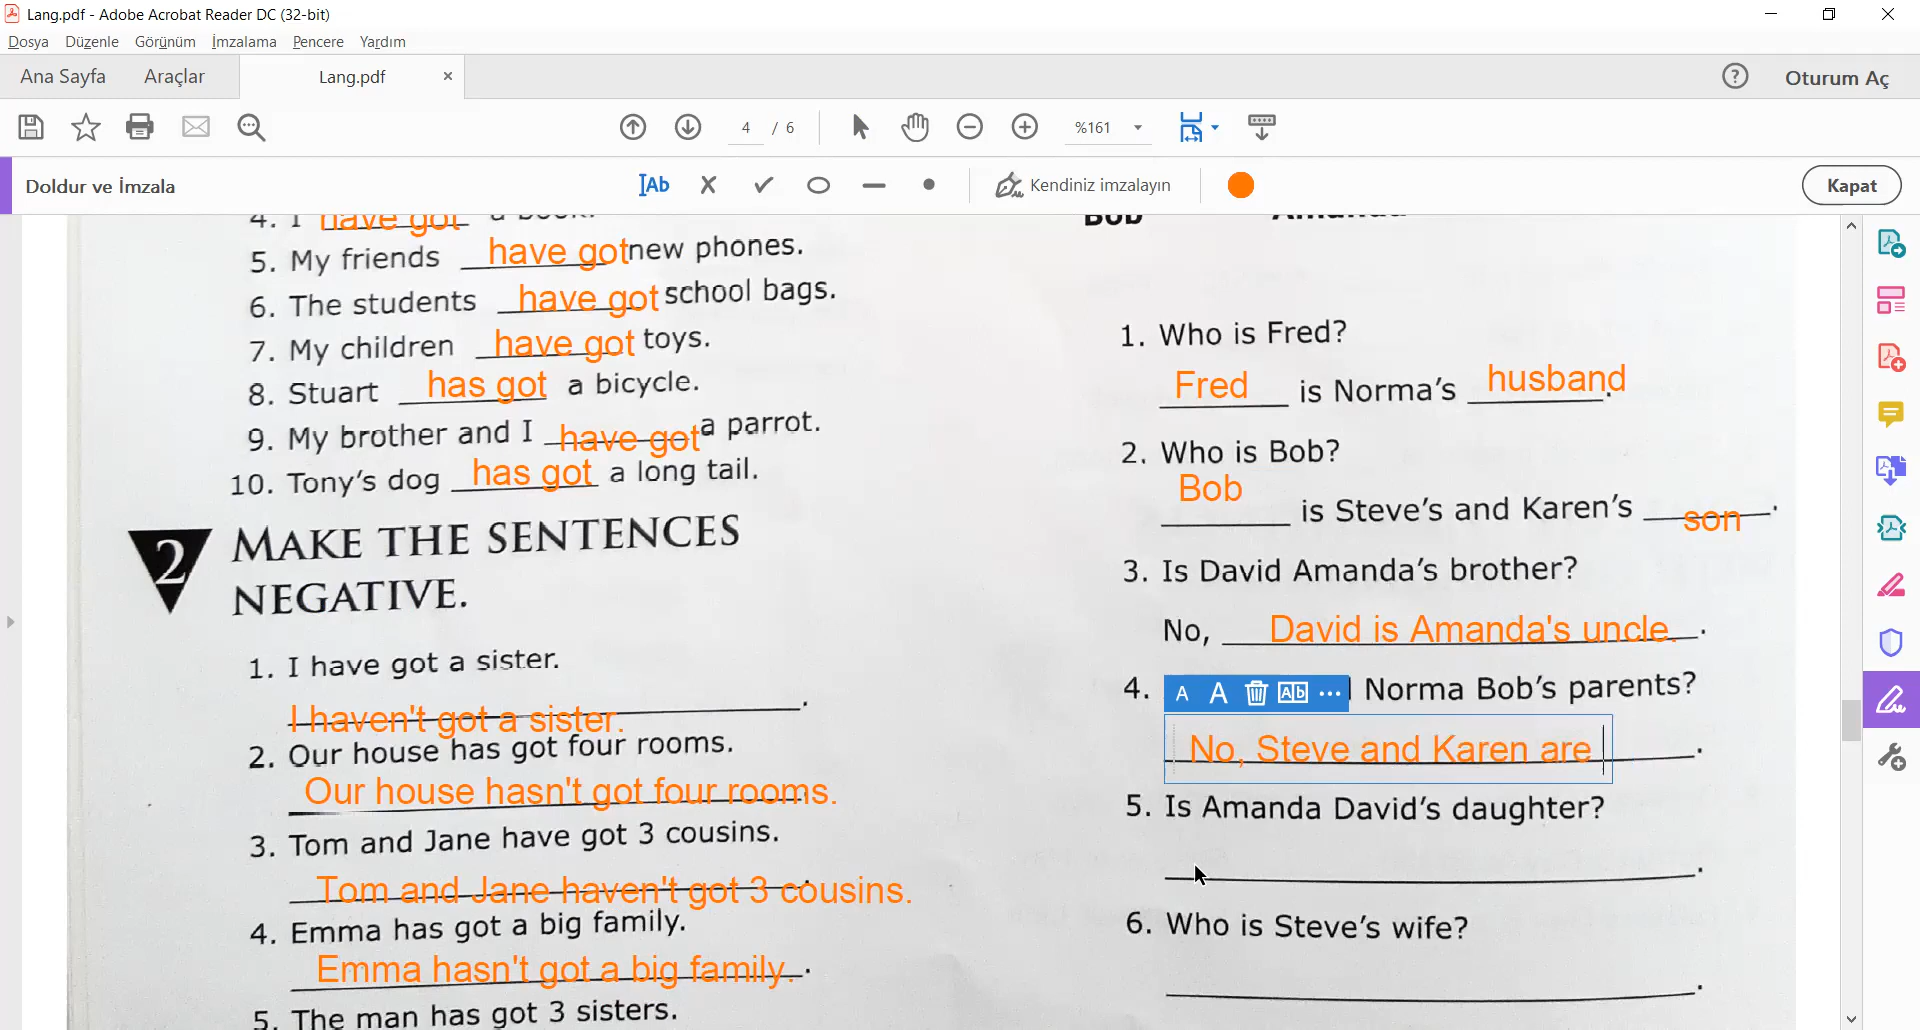 Lang.pdf - Adobe Acrobat Reader DC (32-bit)
Dosya Düzenle Görünüm İmzalama Pencere Yardım
Ana Sayfa Araçlar Lang.pdf × ? Oturum Aç
4 / 6 %161
Doldur ve İmzala Ab Kendiniz imzalayın Kapat
4. I have got a book.
5. My friends have got new phones.
6. The students have got school bags.
7. My children have got toys.
8. Stuart has got a bicycle.
9. My brother and I have got a parrot.
10. Tony's dog has got a long tail.
2 MAKE THE SENTENCES
NEGATIVE.
1. I have got a sister.
I haven't got a sister.
2. Our house has got four rooms.
Our house hasn't got four rooms.
3. Tom and Jane have got 3 cousins.
Tom and Jane haven't got 3 cousins.
4. Emma has got a big family.
Emma hasn't got a big family.
5. The man has got 3 sisters.
Bob Amanda
1. Who is Fred?
Fred is Norma's husband.
2. Who is Bob?
Bob is Steve's and Karen's son.
3. Is David Amanda's brother?
No, David is Amanda's uncle.
4. Norma Bob's parents?
A A Ab ...
No, Steve and Karen are
5. Is Amanda David's daughter?
6. Who is Steve's wife?